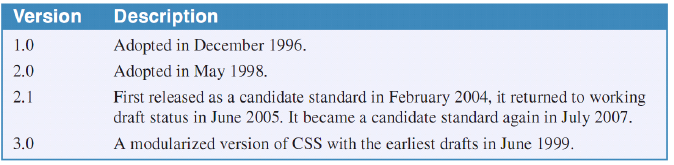 Version Description
1.0 Adopted in December 1996.
2.0 Adopted in May 1998.
2.1 First released as a candidate standard in February 2004, it returned to working
draft status in June 2005. It became a candidate standard again in July 2007.
3.0 A modularized version of CSS with the earliest drafts in June 1999.